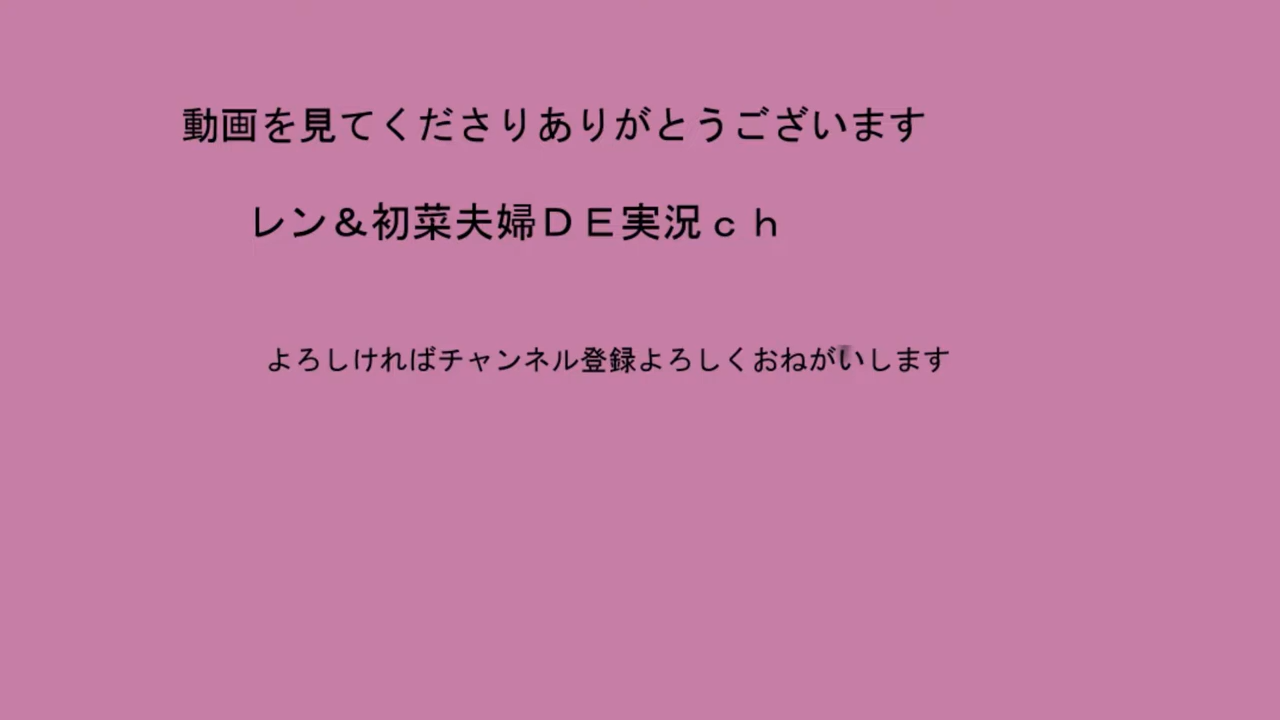 動画を見てくださりありがとうございます
レン＆初菜夫婦ＤＥ実況ｃｈ
よろしければチャンネル登録よろしくおねがいします